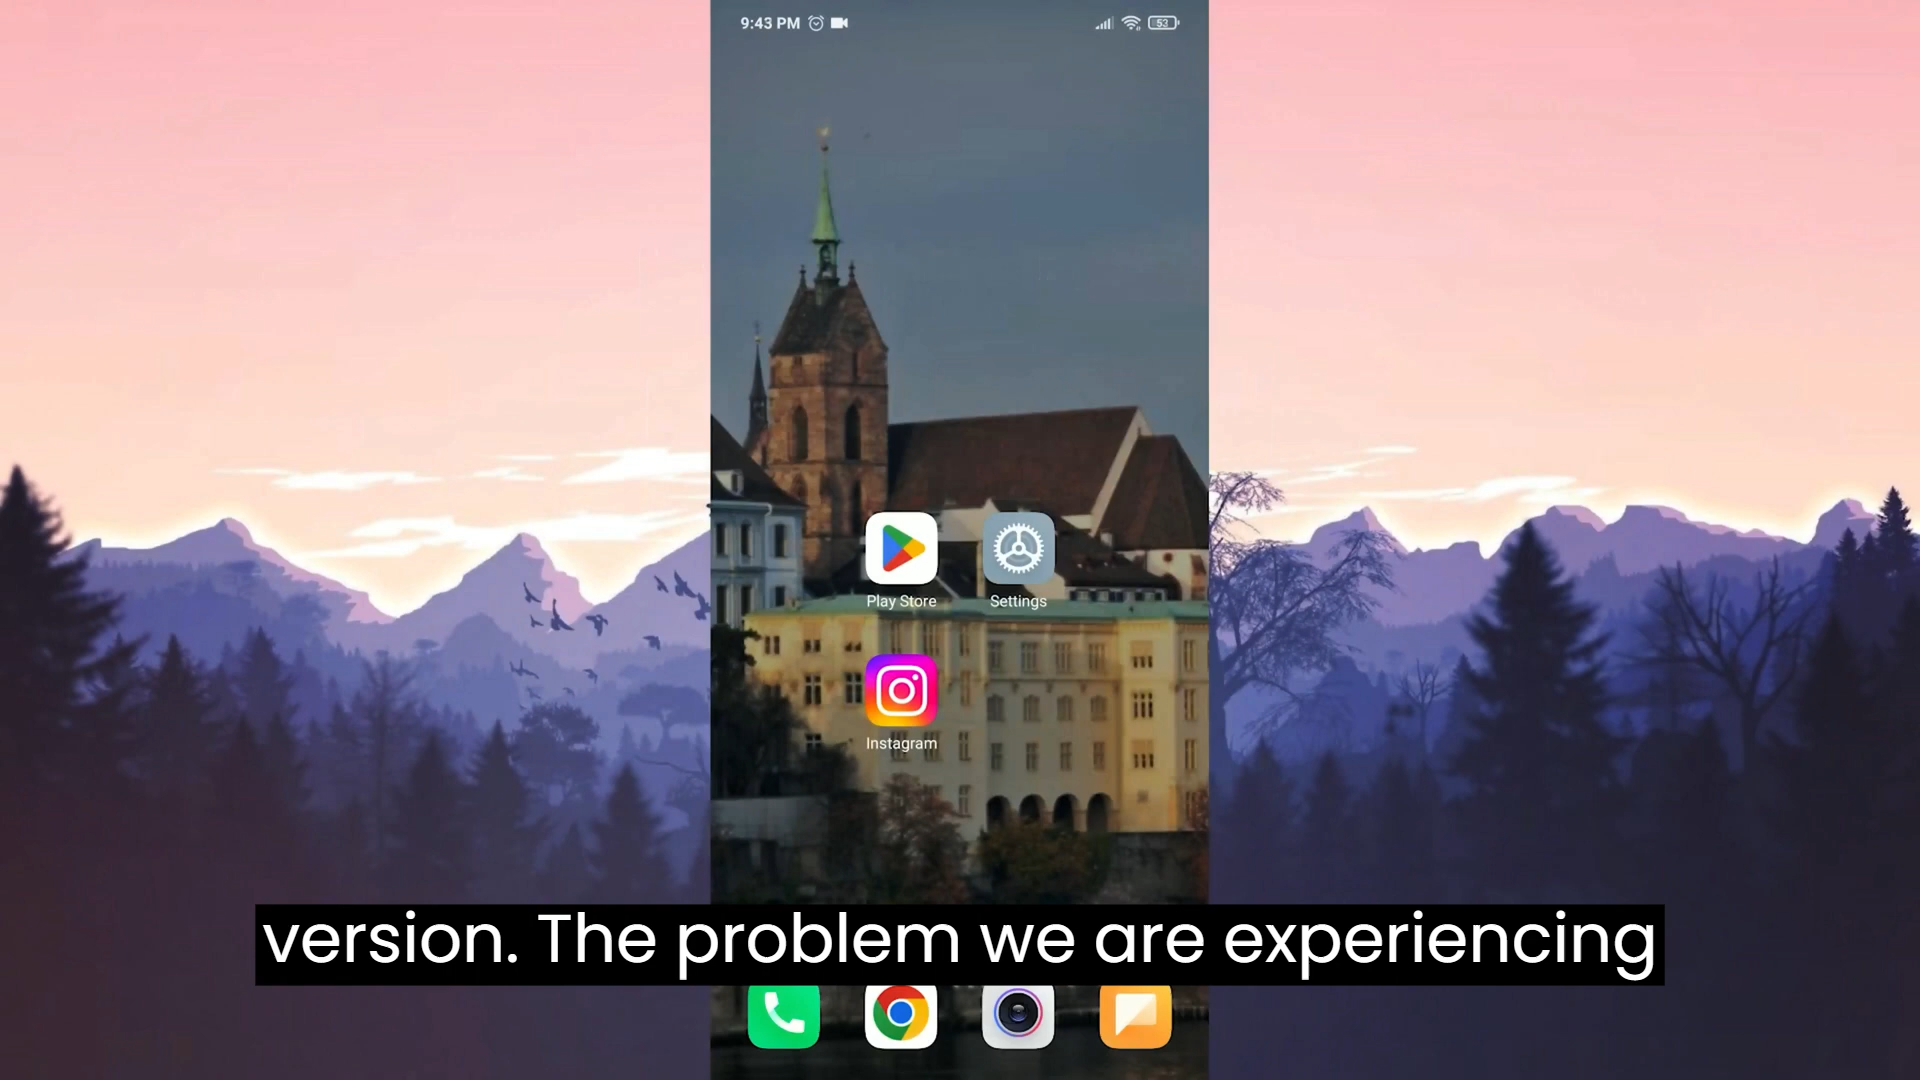 9:43 PM
53
Play Store
Settings
Instagram
version. The problem we are experiencing